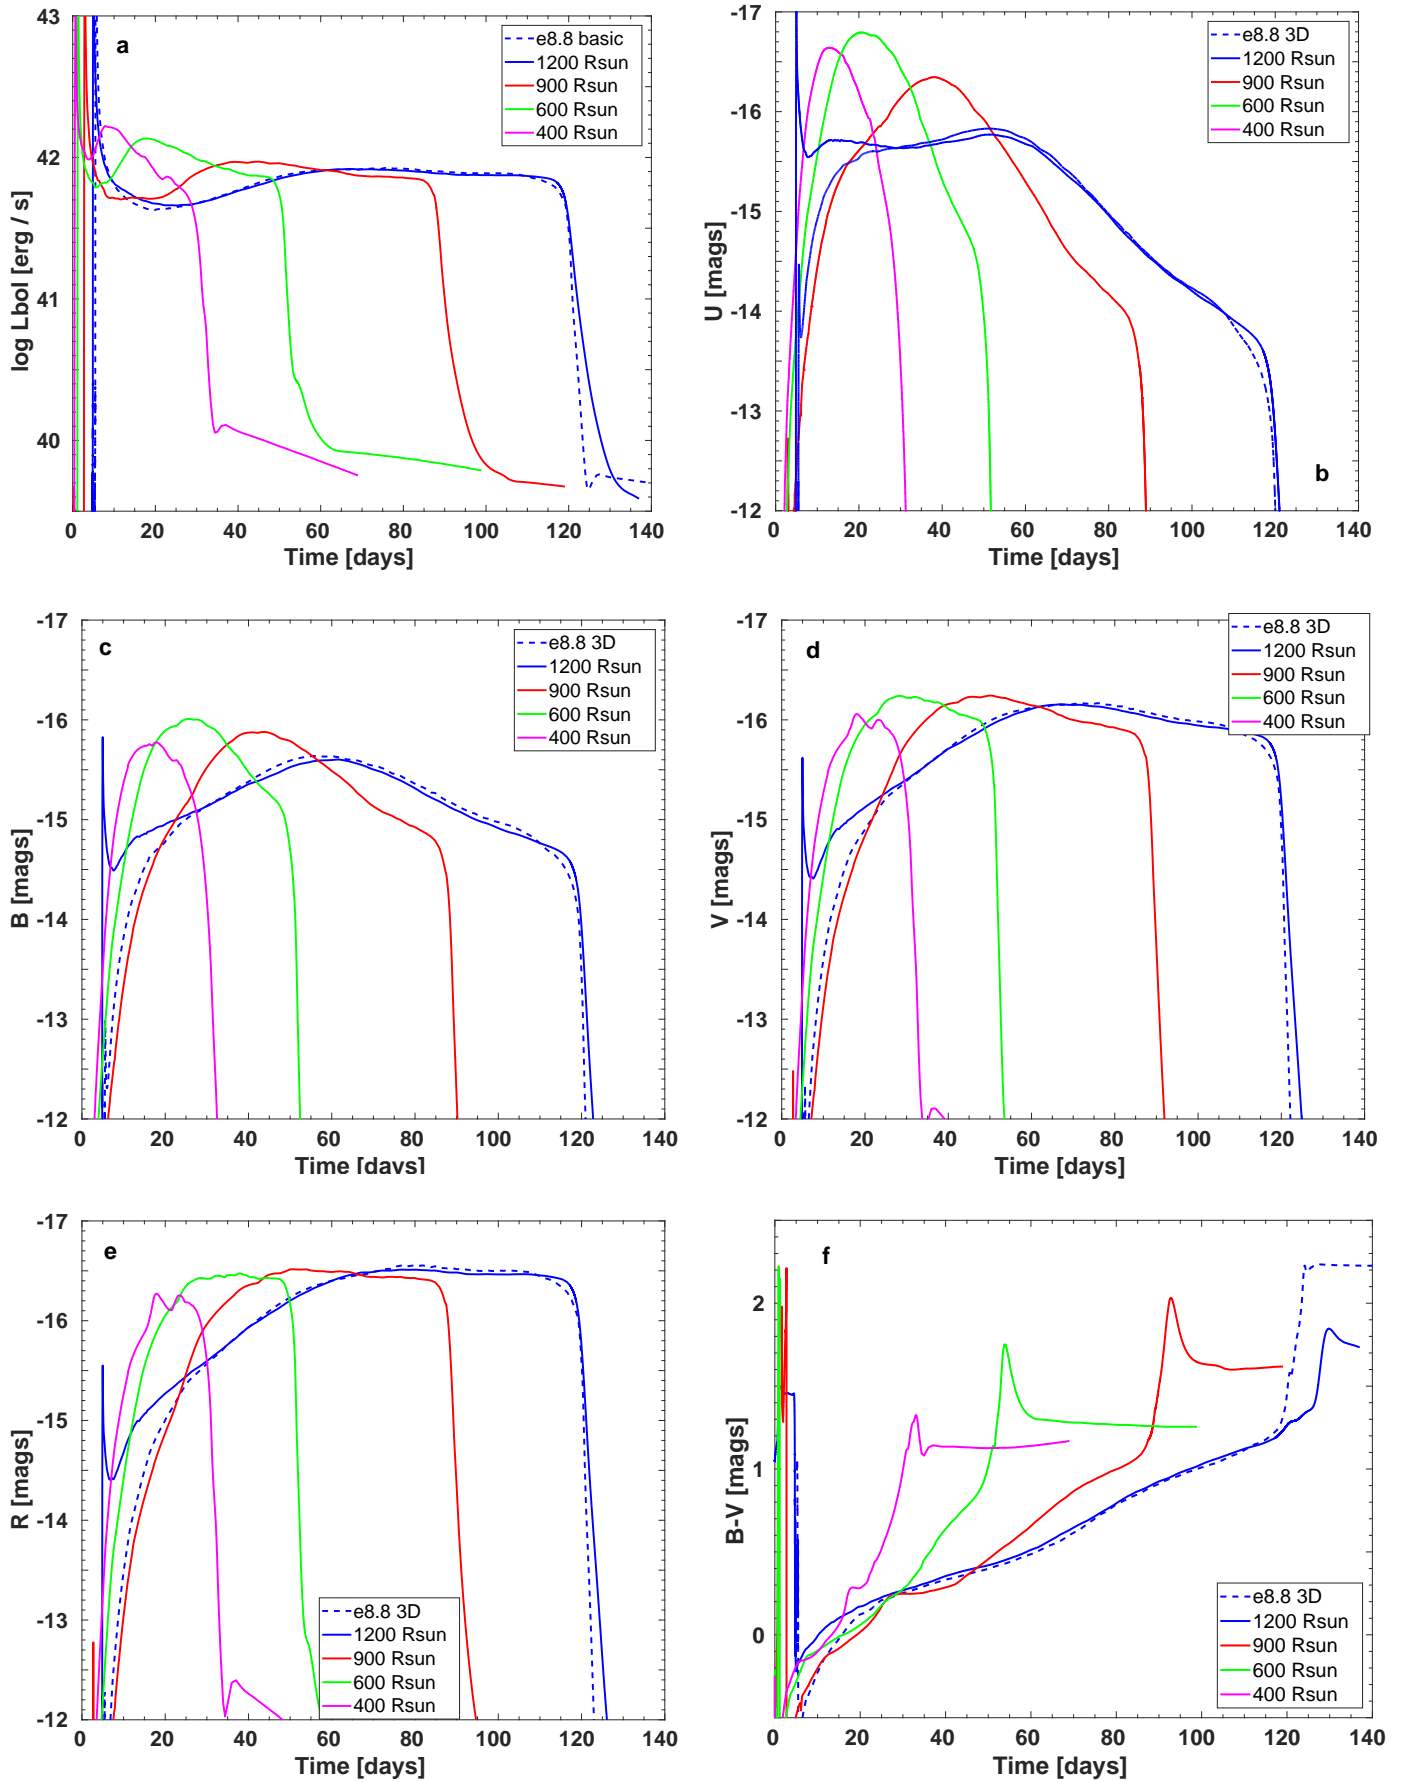 43
42
41
40
log Lbol [erg / s]
a
e8.8 basic
1200 Rsun
900 Rsun
600 Rsun
400 Rsun
0 20 40 60 80 100 120 140
Time [days]
-17
-16
-15
-14
-13
-12
U [mags]
e8.8 3D
1200 Rsun
900 Rsun
600 Rsun
400 Rsun
b
0 20 40 60 80 100 120 140
Time [days]
-17
-16
-15
-14
-13
-12
B [mags]
c
e8.8 3D
1200 Rsun
900 Rsun
600 Rsun
400 Rsun
0 20 40 60 80 100 120 140
Time [days]
-17
-16
-15
-14
-13
-12
V [mags]
d
e8.8 3D
1200 Rsun
900 Rsun
600 Rsun
400 Rsun
0 20 40 60 80 100 120 140
Time [days]
-17
-16
-15
-14
-13
-12
R [mags]
e
e8.8 3D
1200 Rsun
900 Rsun
600 Rsun
400 Rsun
0 20 40 60 80 100 120 140
Time [days]
2
1
0
B-V [mags]
f
e8.8 3D
1200 Rsun
900 Rsun
600 Rsun
400 Rsun
0 20 40 60 80 100 120 140
Time [days]